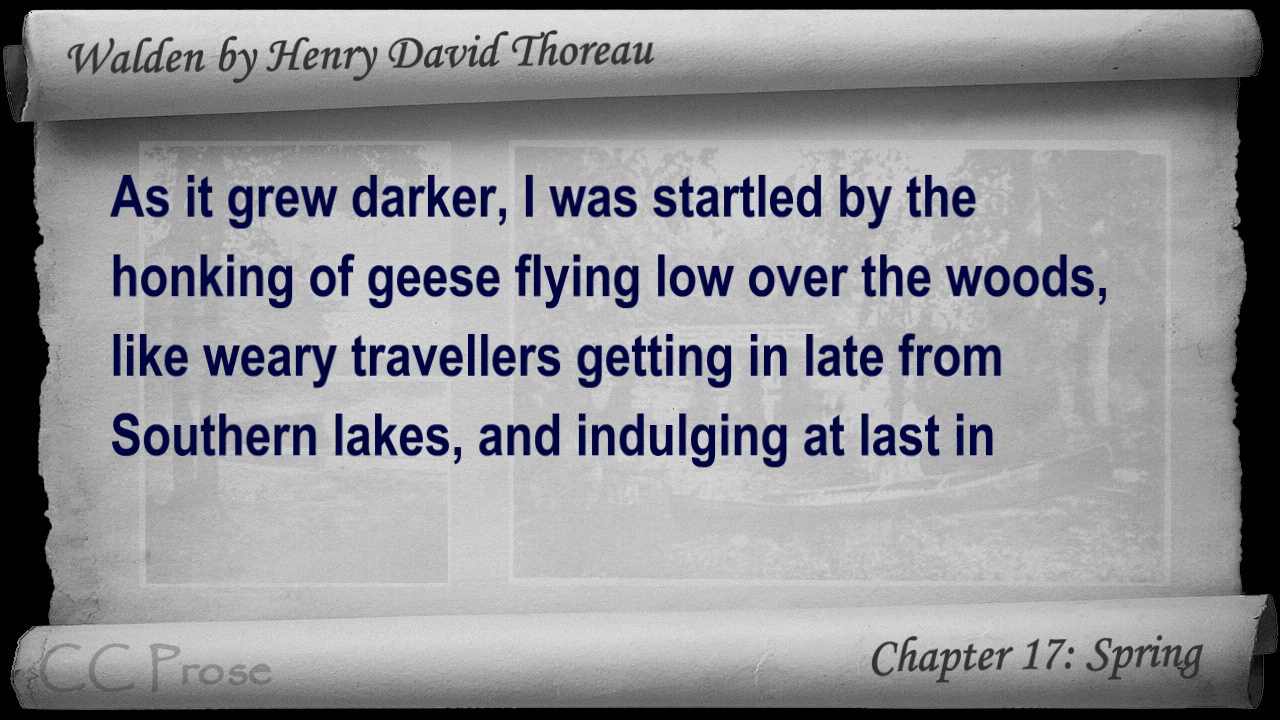 Walden by Henry David Thoreau
As it grew darker, I was startled by the
honking of geese flying low over the woods,
like weary travellers getting in late from
Southern lakes, and indulging at last in
CC Prose
Chapter 17: Spring